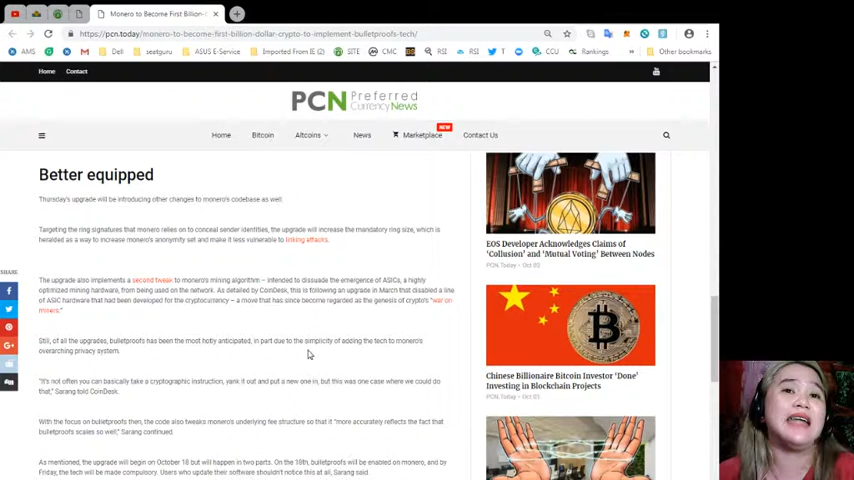 Monero to Become First Billion-
https://pcn.today/monero-to-become-first-billion-dollar-crypto-to-implement-bulletproofs-tech/
AMS
Dell
seatguru
ASUS E-Service
Imported From IE (2)
SITE
CMC
RSI
RSI
T
CCU
Rankings
Other bookmarks
Home Contact
PCN Preferred
Currency News
Home Bitcoin Altcoins News Marketplace NEW Contact Us
Better equipped
Thursday's upgrade will be introducing other changes to monero's codebase as well.
Targeting the ring signatures that monero relies on to conceal sender identities, the upgrade will increase the mandatory ring size, which is
heralded as a way to increase monero's anonymity set and make it less vulnerable to linking attacks.
The upgrade also implements a second tweak to monero's mining algorithm – intended to dissuade the emergence of ASICs, a highly
optimized mining hardware, from being used on the network. As detailed by CoinDesk, this is following an upgrade in March that disabled a line
of ASIC hardware that had been developed for the cryptocurrency – a move that has since become regarded as the genesis of crypto's "war on
miners."
Still, of all the upgrades, bulletproofs has been the most hotly anticipated, in part due to the simplicity of adding the tech to monero's
overarching privacy system.
"It's not often you can basically take a cryptographic instruction, yank it out and put a new one in, but this was one case where we could do
that," Sarang told CoinDesk.
With the focus on bulletproofs then, the code also tweaks monero's underlying fee structure so that it "more accurately reflects the fact that
bulletproofs scales so well," Sarang continued.
As mentioned, the upgrade will begin on October 18 but will happen in two parts. On the 18th, bulletproofs will be enabled on monero, and by
Friday, the tech will be made compulsory. Users who update their software shouldn't notice this at all, Sarang said.
SHARE
EOS Developer Acknowledges Claims of
'Collusion' and 'Mutual Voting' Between Nodes
PCN.Today - Oct 02
Chinese Billionaire Bitcoin Investor 'Done'
Investing in Blockchain Projects
PCN.Today - Oct 01